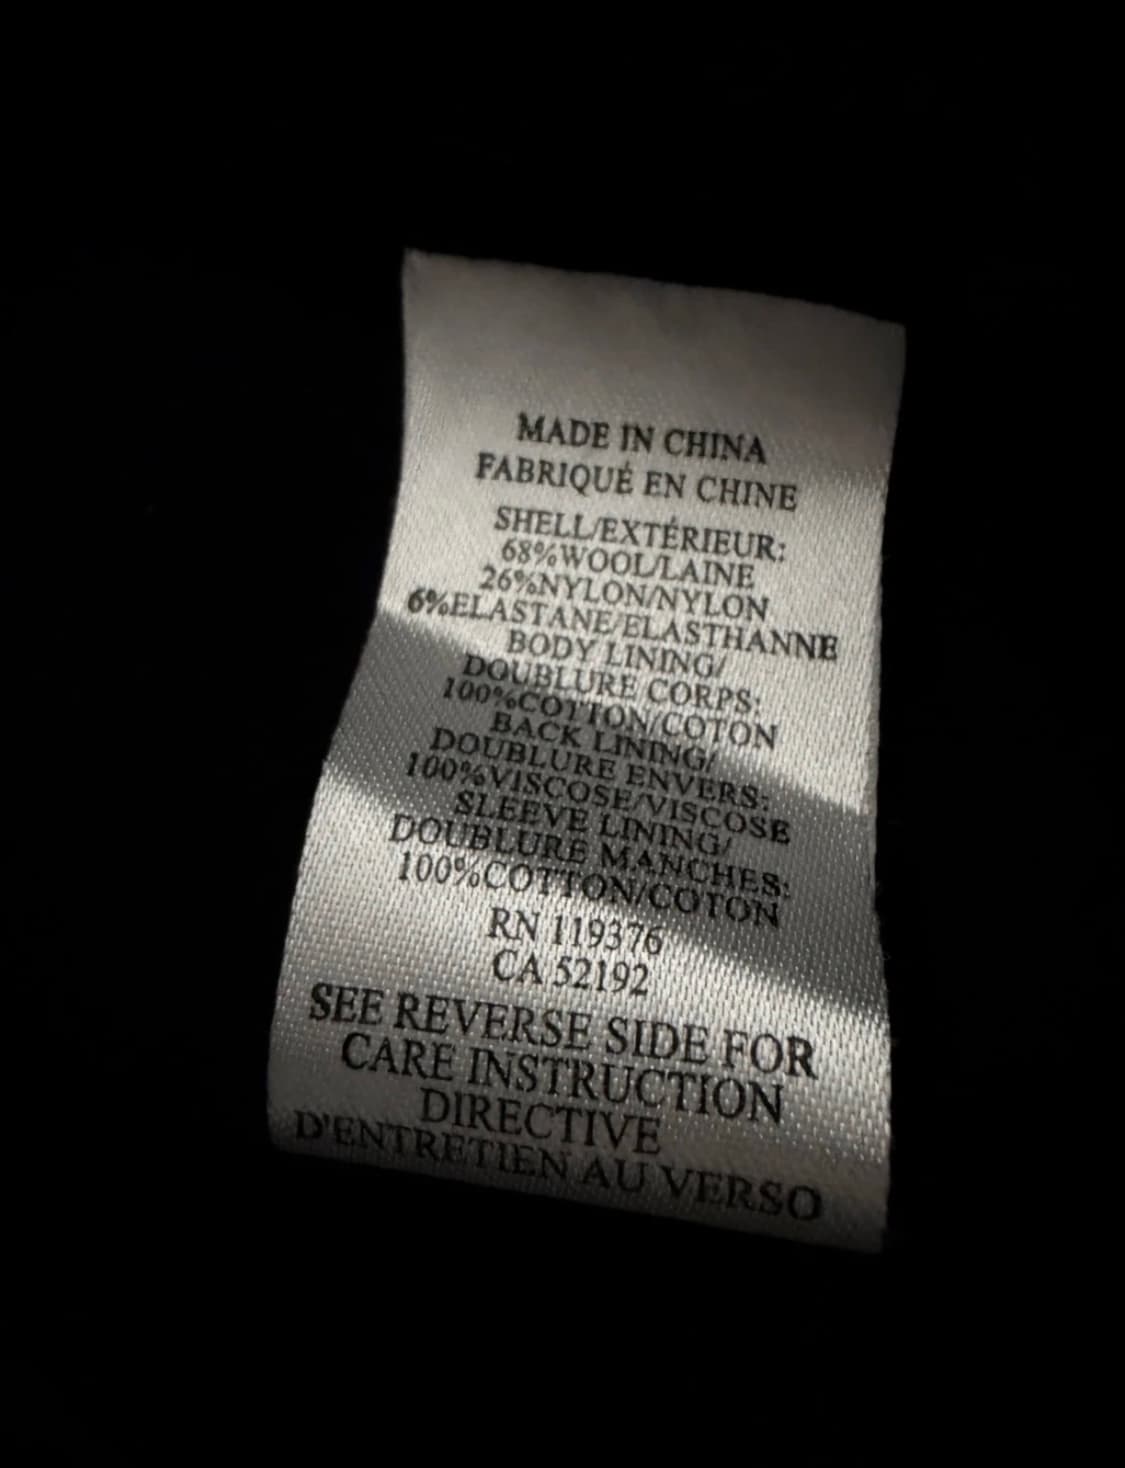 MADE IN CHINA
FABRIQUÉ EN CHINE
SHELL/EXTÉRIEUR:
68%WOOL/LAINE
26%NYLON/NYLON
6%ELASTANE/ELASTHANNE
BODY LINING/
DOUBLURE CORPS:
100%COTTON/COTON
BACK LINING/
DOUBLURE ENVERS:
100%VISCOSE/VISCOSE
SLEEVE LINING/
DOUBLURE MANCHES:
100%COTTON/COTON
RN 119376
CA 52192
SEE REVERSE SIDE FOR
CARE INSTRUCTION
DIRECTIVE
D'ENTRETIEN AU VERSO